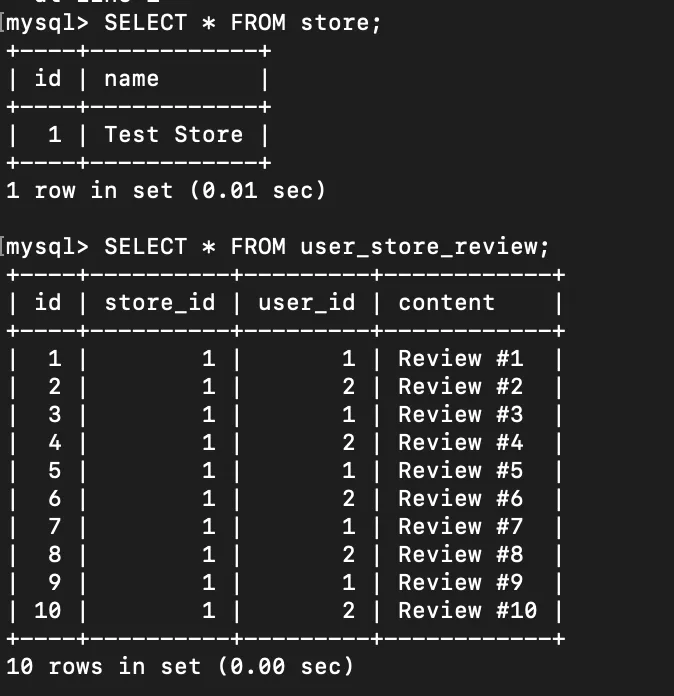 [mysql> SELECT * FROM store;
+----+------------+
| id | name       |
+----+------------+
|  1 | Test Store |
+----+------------+
1 row in set (0.01 sec)
[mysql> SELECT * FROM user_store_review;
+----+----------+---------+------------+
| id | store_id | user_id | content    |
+----+----------+---------+------------+
|  1 |        1 |       1 | Review #1  |
|  2 |        1 |       2 | Review #2  |
|  3 |        1 |       1 | Review #3  |
|  4 |        1 |       2 | Review #4  |
|  5 |        1 |       1 | Review #5  |
|  6 |        1 |       2 | Review #6  |
|  7 |        1 |       1 | Review #7  |
|  8 |        1 |       2 | Review #8  |
|  9 |        1 |       1 | Review #9  |
| 10 |        1 |       2 | Review #10 |
+----+----------+---------+------------+
10 rows in set (0.00 sec)